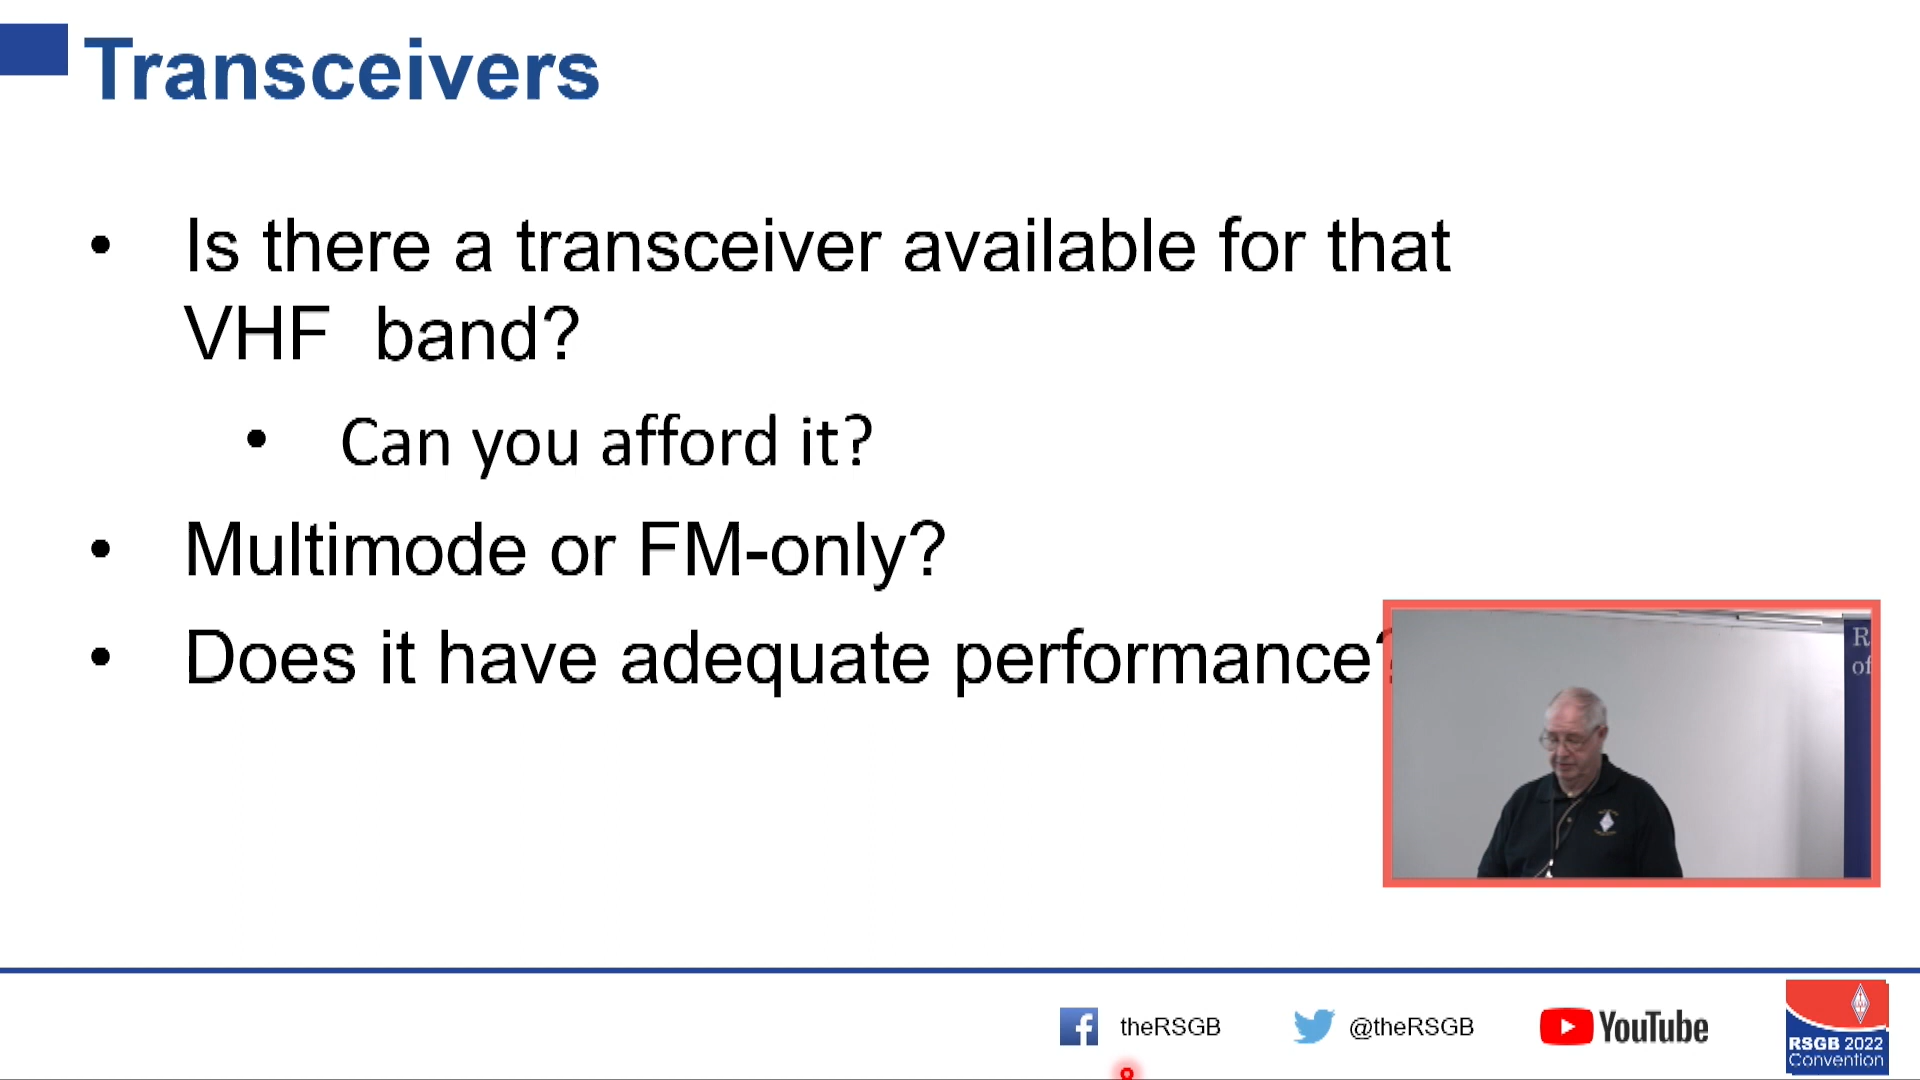 Transceivers
• Is there a transceiver available for that
VHF band?
• Can you afford it?
• Multimode or FM-only?
• Does it have adequate performance?
R
of
theRSGB
@theRSGB
YouTube
RSGB 2022
Convention